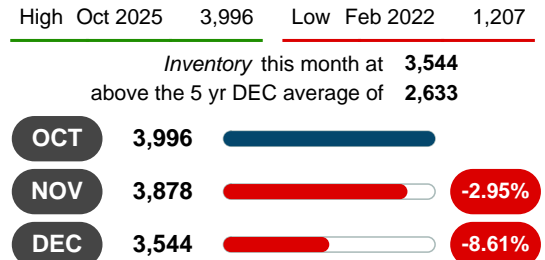 High Oct 2025 3,996 Low Feb 2022 1,207
Inventory this month at 3,544
above the 5 yr DEC average of 2,633
OCT 3,996
NOV 3,878 -2.95%
DEC 3,544 -8.61%